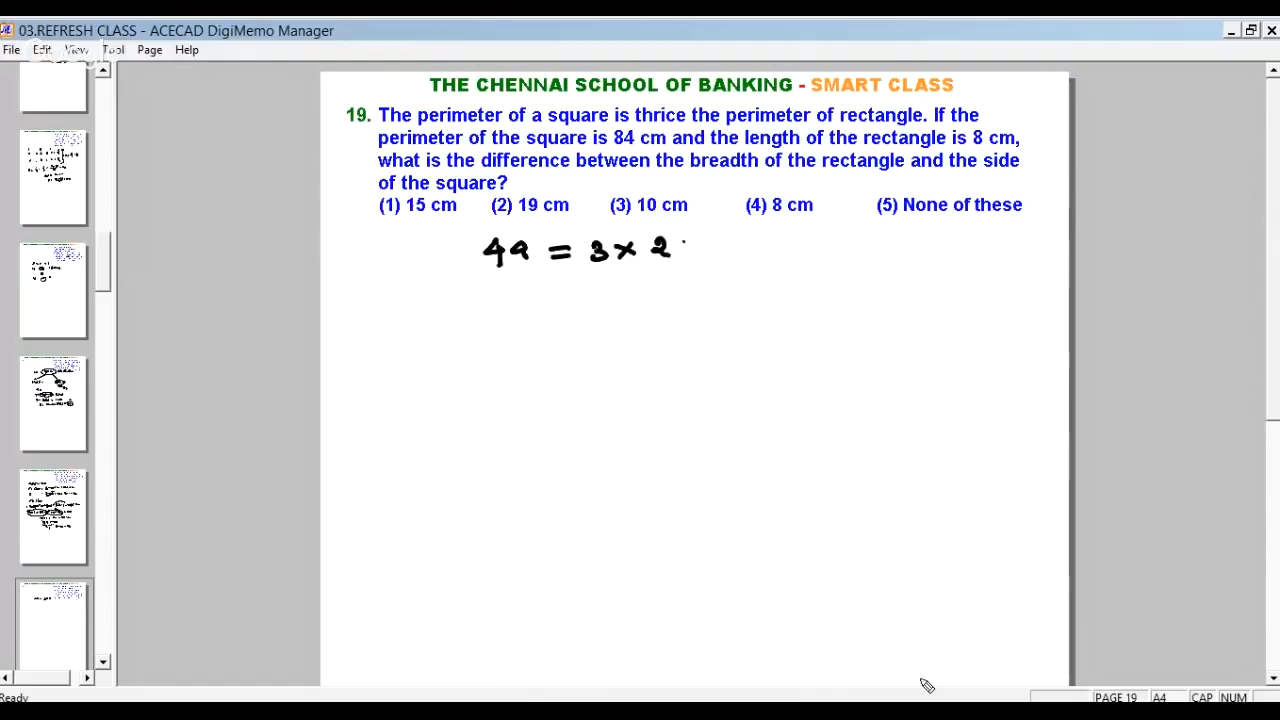 03.REFRESH CLASS - ACECAD DigiMemo Manager
File Edit View Tool Page Help
THE CHENNAI SCHOOL OF BANKING - SMART CLASS
19. The perimeter of a square is thrice the perimeter of rectangle. If the
perimeter of the square is 84 cm and the length of the rectangle is 8 cm,
what is the difference between the breadth of the rectangle and the side
of the square?
(1) 15 cm (2) 19 cm (3) 10 cm (4) 8 cm (5) None of these
4a = 3 × 2
Ready PAGE 19 A4 CAP NUM